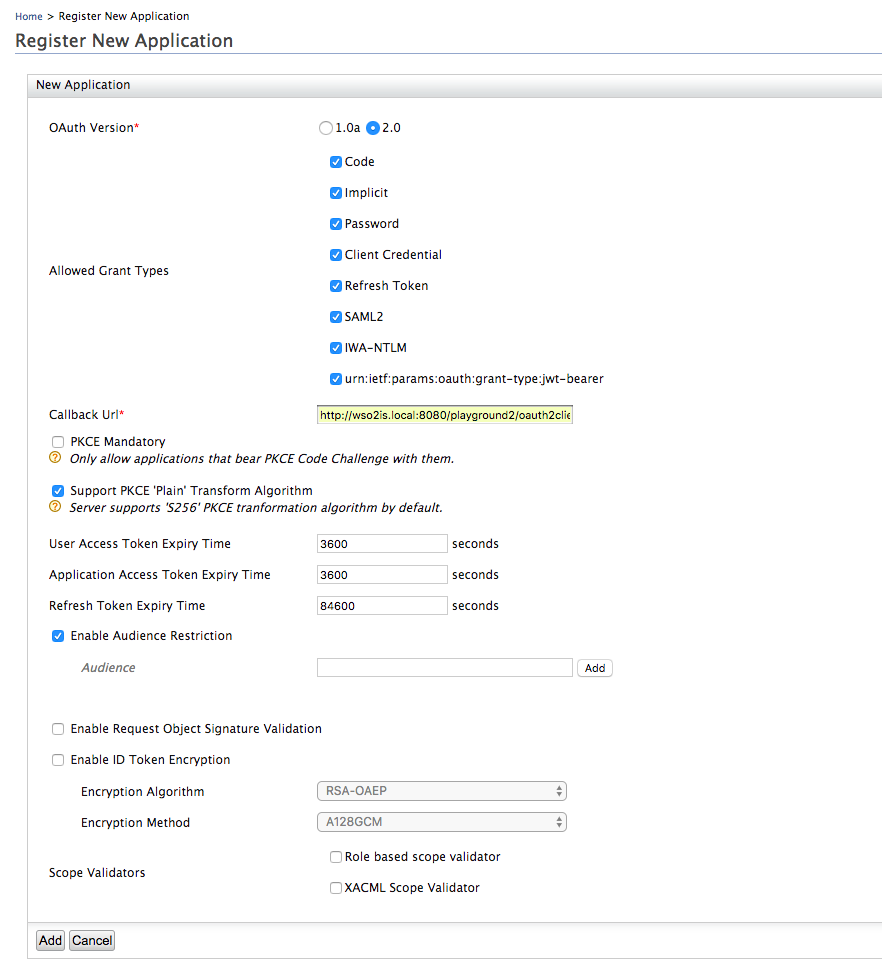 Home > Register New Application
Register New Application
New Application
OAuth Version*
1.0a 2.0
Allowed Grant Types
Code
Implicit
Password
Client Credential
Refresh Token
SAML2
IWA-NTLM
urn:ietf:params:oauth:grant-type:jwt-bearer
Callback Url* http://wso2is.local:8080/playground2/oauth2clie
PKCE Mandatory
? Only allow applications that bear PKCE Code Challenge with them.
Support PKCE 'Plain' Transform Algorithm
? Server supports 'S256' PKCE tranformation algorithm by default.
User Access Token Expiry Time 3600 seconds
Application Access Token Expiry Time 3600 seconds
Refresh Token Expiry Time 84600 seconds
Enable Audience Restriction
Audience Add
Enable Request Object Signature Validation
Enable ID Token Encryption
Encryption Algorithm RSA-OAEP
Encryption Method A128GCM
Scope Validators
Role based scope validator
XACML Scope Validator
Add Cancel